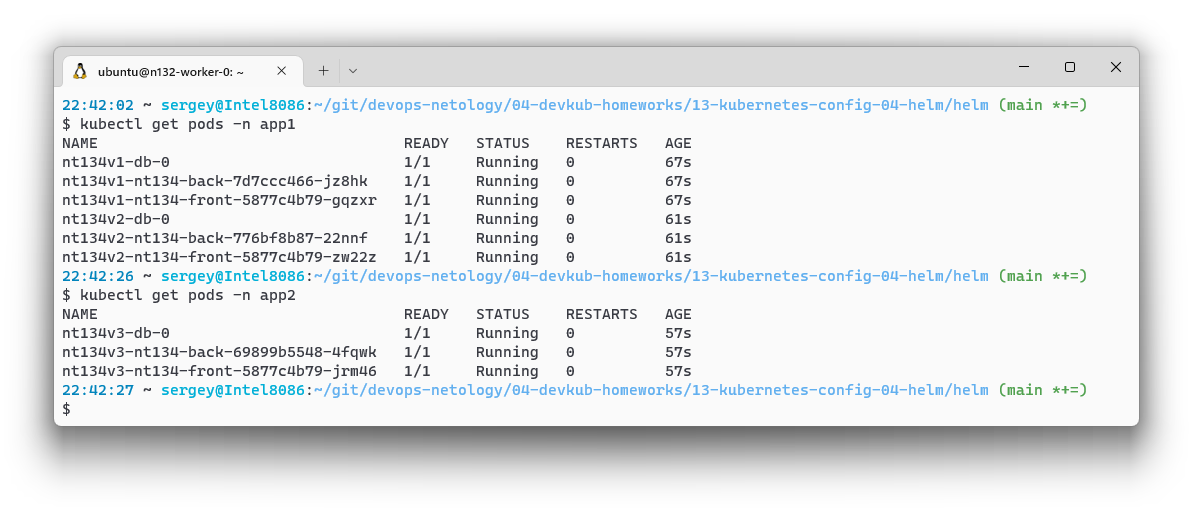 ubuntu@n132-worker-0: ~
22:42:02 ~ sergey@Intel8086:~/git/devops-netology/04-devkub-homeworks/13-kubernetes-config-04-helm/helm (main *+=)
$ kubectl get pods -n app1
NAME                                  READY   STATUS    RESTARTS   AGE
nt134v1-db-0                          1/1     Running   0          67s
nt134v1-nt134-back-7d7ccc466-jz8hk    1/1     Running   0          67s
nt134v1-nt134-front-5877c4b79-gqzxr   1/1     Running   0          67s
nt134v2-db-0                          1/1     Running   0          61s
nt134v2-nt134-back-776bf8b87-22nnf    1/1     Running   0          61s
nt134v2-nt134-front-5877c4b79-zw22z   1/1     Running   0          61s
22:42:26 ~ sergey@Intel8086:~/git/devops-netology/04-devkub-homeworks/13-kubernetes-config-04-helm/helm (main *+=)
$ kubectl get pods -n app2
NAME                                  READY   STATUS    RESTARTS   AGE
nt134v3-db-0                          1/1     Running   0          57s
nt134v3-nt134-back-69899b5548-4fqwk   1/1     Running   0          57s
nt134v3-nt134-front-5877c4b79-jrm46   1/1     Running   0          57s
22:42:27 ~ sergey@Intel8086:~/git/devops-netology/04-devkub-homeworks/13-kubernetes-config-04-helm/helm (main *+=)
$